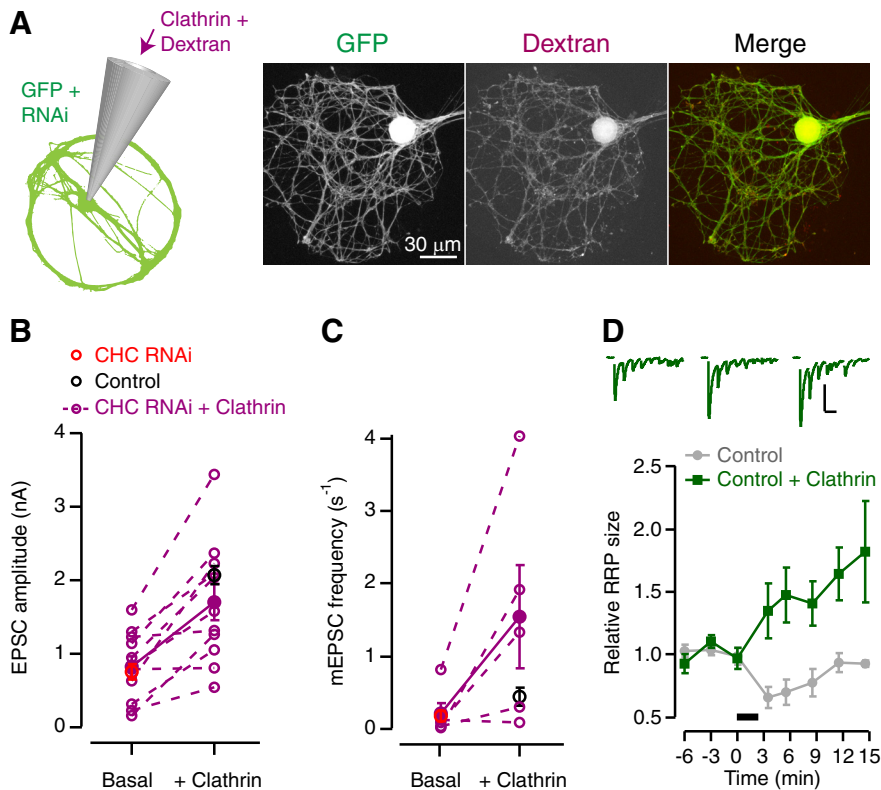 A
Clathrin +
Dextran
GFP +
RNAi
GFP
Dextran
Merge
30 μm
B
CHC RNAi
Control
CHC RNAi + Clathrin
EPSC amplitude (nA)
4
3
2
1
0
Basal
+ Clathrin
C
mEPSC frequency (s⁻¹)
4
3
2
1
0
Basal
+ Clathrin
D
Control
Control + Clathrin
Relative RRP size
2.5
2.0
1.5
1.0
0.5
-6 -3 0 3 6 9 12 15
Time (min)